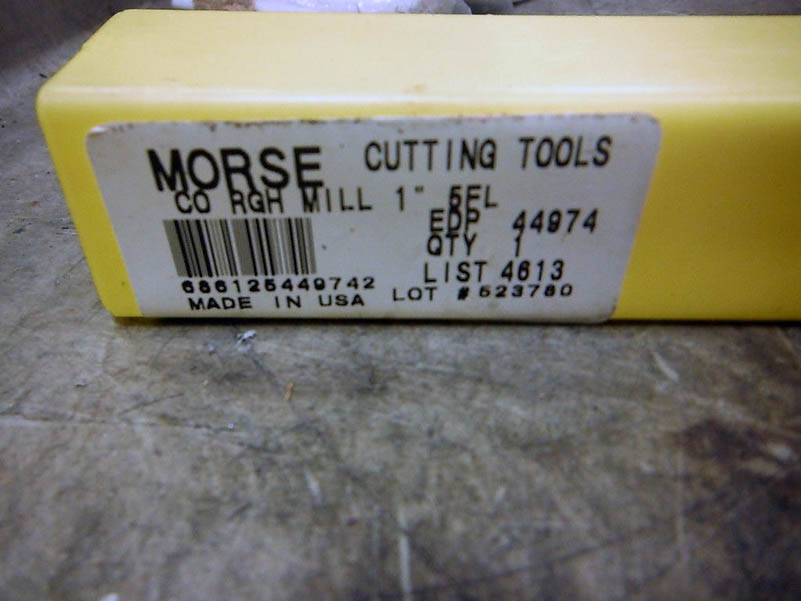 MORSE CUTTING TOOLS
CO RGH MILL 1" 5FL
EDP 44974
QTY 1
LIST 4613
686125449742
MADE IN USA LOT #523780